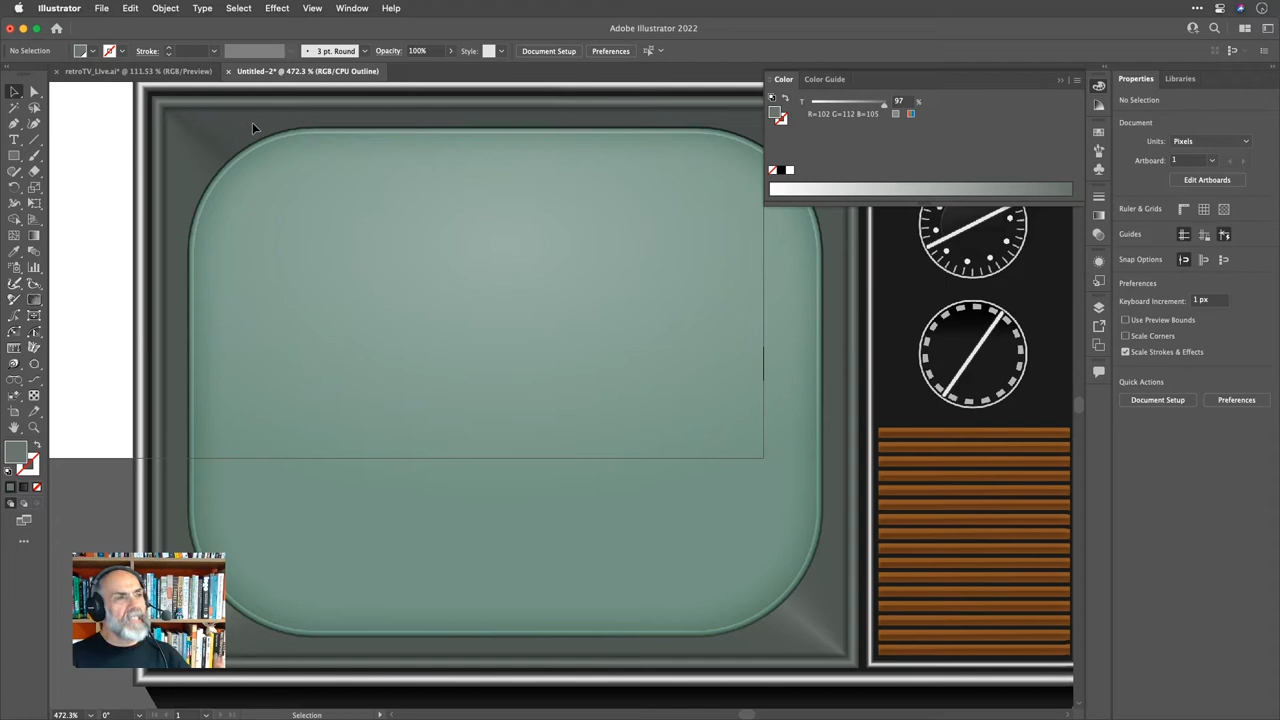 Illustrator File Edit Object Type Select Effect View Window Help
Adobe Illustrator 2022
No Selection Stroke: 3 pt. Round Opacity: 100% Style: Document Setup Preferences
× retroTV_Live.ai* @ 111.53 % (RGB/Preview) × Untitled-2* @ 472.3 % (RGB/CPU Outline)
Color Color Guide
T 97 %
R=102 G=112 B=105
Properties Libraries
No Selection
Document
Units: Pixels
Artboard: 1
Edit Artboards
Ruler & Grids
Guides
Snap Options
Preferences
Keyboard Increment: 1 px
Use Preview Bounds
Scale Corners
Scale Strokes & Effects
Quick Actions
Document Setup Preferences
472.3% 0° 1 Selection